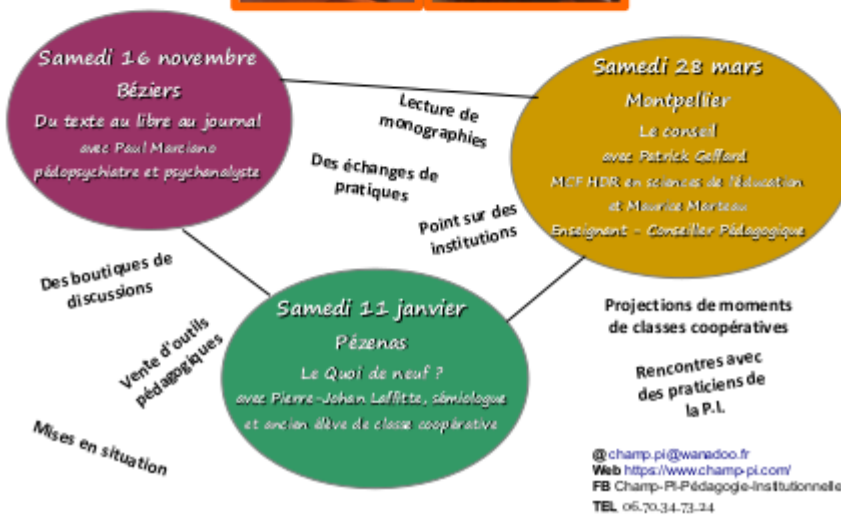 Samedi 16 novembre
Béziers
Du texte au libre au journal
avec Paul Marciano
pédopsychiatre et psychanalyste
Samedi 28 mars
Montpellier
Le conseil
avec Patrick Geffard
MCF HDR en sciences de l'éducation
et Maurice Marteau
Enseignant - Conseiller Pédagogique
Lecture de
monographies
Des échanges de
pratiques
Point sur des
institutions
Des boutiques de
discussions
Vente d'outils
pédagogiques
Mises en situation
Samedi 11 janvier
Pézenas
Le Quoi de neuf ?
avec Pierre-Johan Laffitte, sémiologue
et ancien élève de classe coopérative
Projections de moments
de classes coopératives
Rencontres avec
des praticiens de
la P.I.
@ champ.pi@wanadoo.fr
Web https://www.champ-pi.com/
FB Champ-PI-Pédagogie-Institutionnelle
TEL 06.70.34.73.24